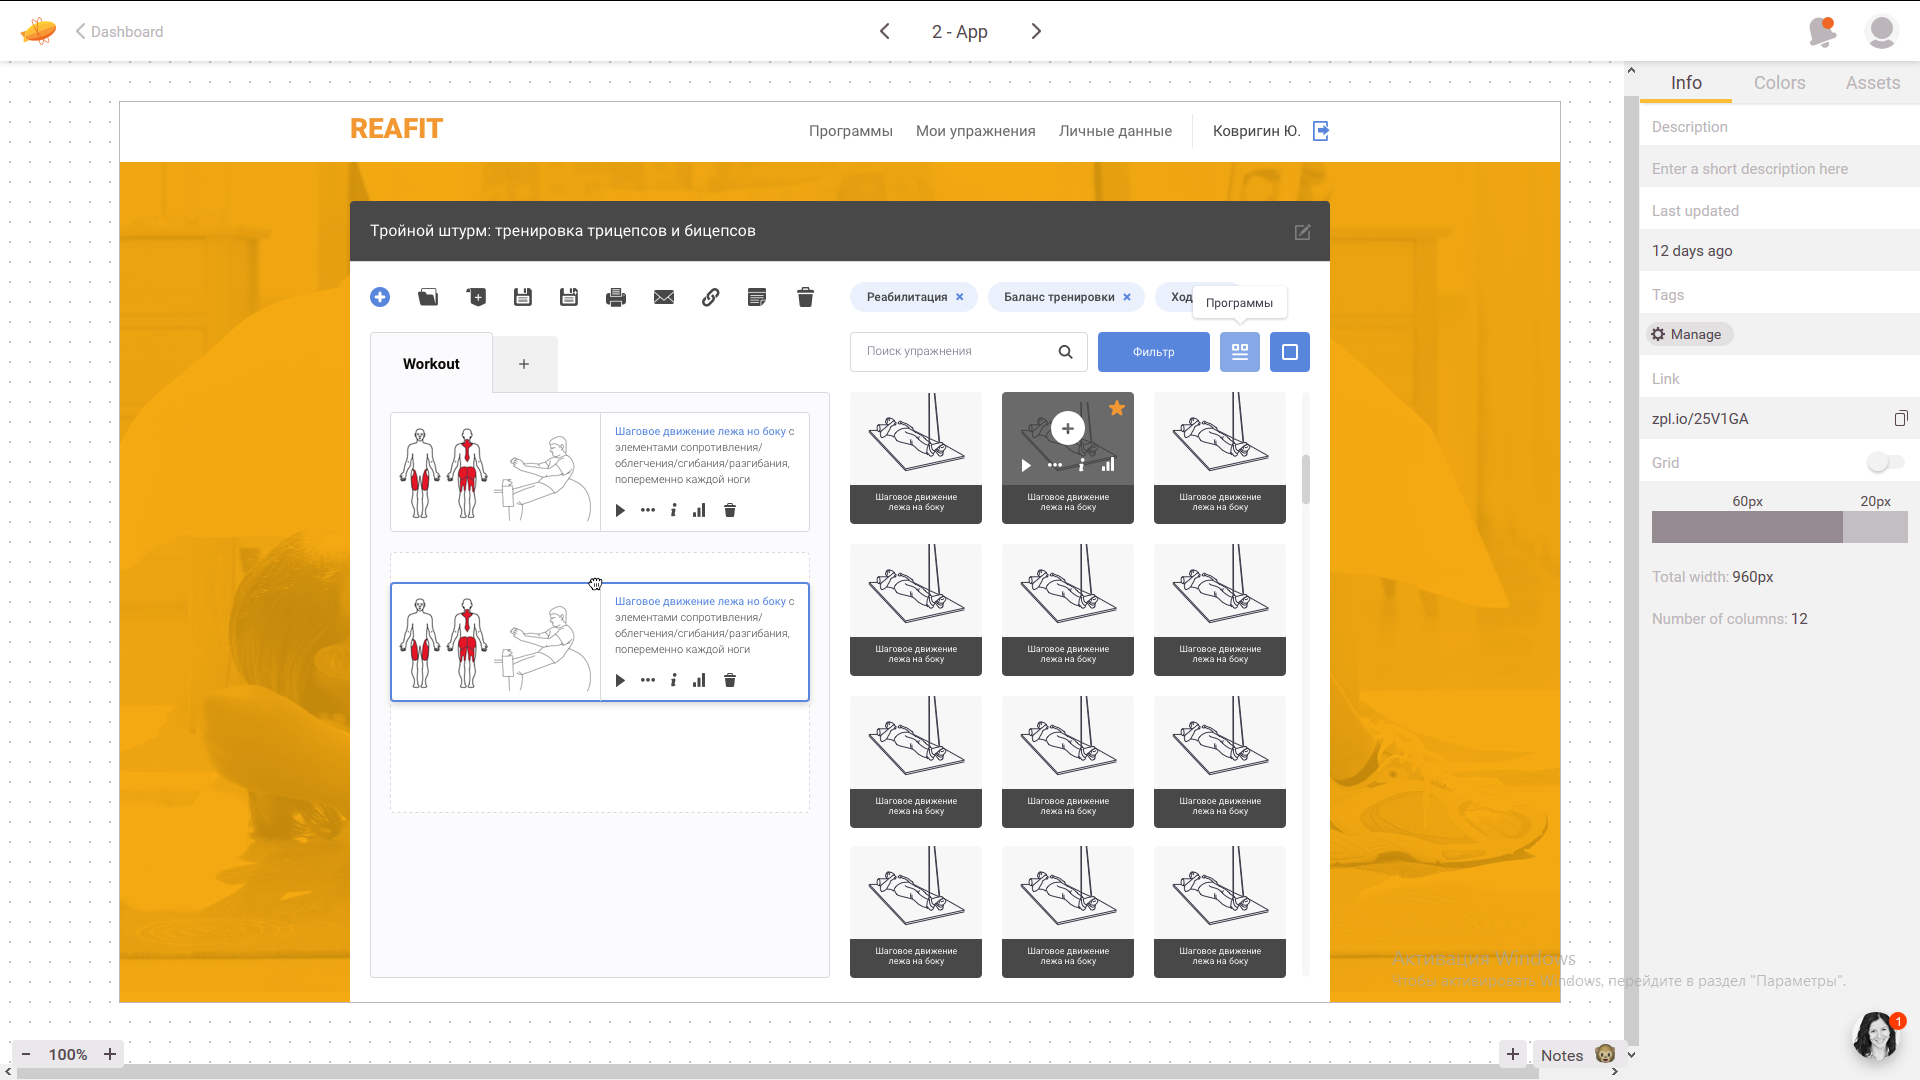 Dashboard
2 - App
Info
Colors
Assets
REAFIT
Программы
Мои упражнения
Личные данные
Ковригин Ю.
Тройной штурм: тренировка трицепсов и бицепсов
Реабилитация ×
Баланс тренировки ×
Ход
Программы
Workout
+
Поиск упражнения
Фильтр
Шаговое движение лежа но боку с
элементами сопротивления/
облегчения/сгибания/разгибания,
попеременно каждой ноги
Шаговое движение лежа но боку с
элементами сопротивления/
облегчения/сгибания/разгибания,
попеременно каждой ноги
Шаговое движение
лежа на боку
Шаговое движение
лежа на боку
Шаговое движение
лежа на боку
Шаговое движение
лежа на боку
Шаговое движение
лежа на боку
Шаговое движение
лежа на боку
Шаговое движение
лежа на боку
Шаговое движение
лежа на боку
Шаговое движение
лежа на боку
Шаговое движение
лежа на боку
Шаговое движение
лежа на боку
Шаговое движение
лежа на боку
Description
Enter a short description here
Last updated
12 days ago
Tags
Manage
Link
zpl.io/25V1GA
Grid
60px
20px
Total width: 960px
Number of columns: 12
Активация Windows
Чтобы активировать Windows, перейдите в раздел "Параметры".
1
− 100% +
+
Notes